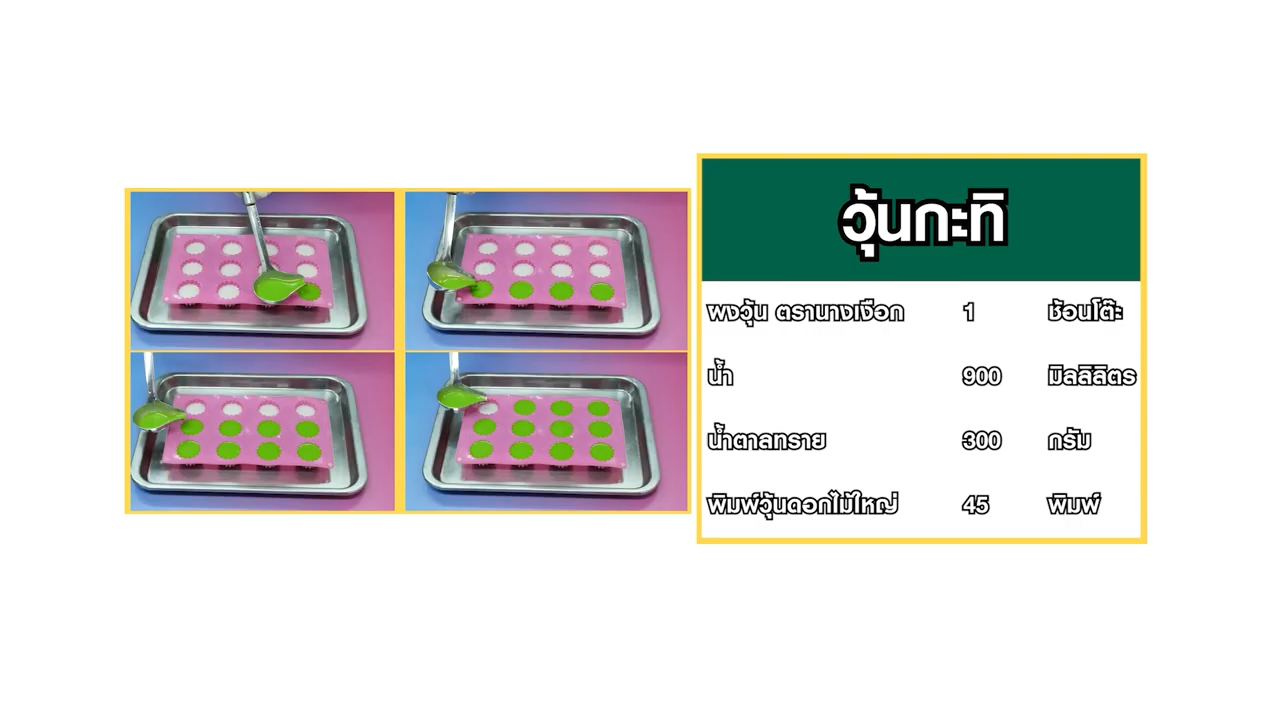 วุ้นกะทิ
ผงวุ้น ตรานางเงือก 1 ช้อนโต๊ะ
น้ำ 900 มิลลิลิตร
น้ำตาลทราย 300 กรัม
พิมพ์วุ้นดอกไม้ใหญ่ 45 พิมพ์